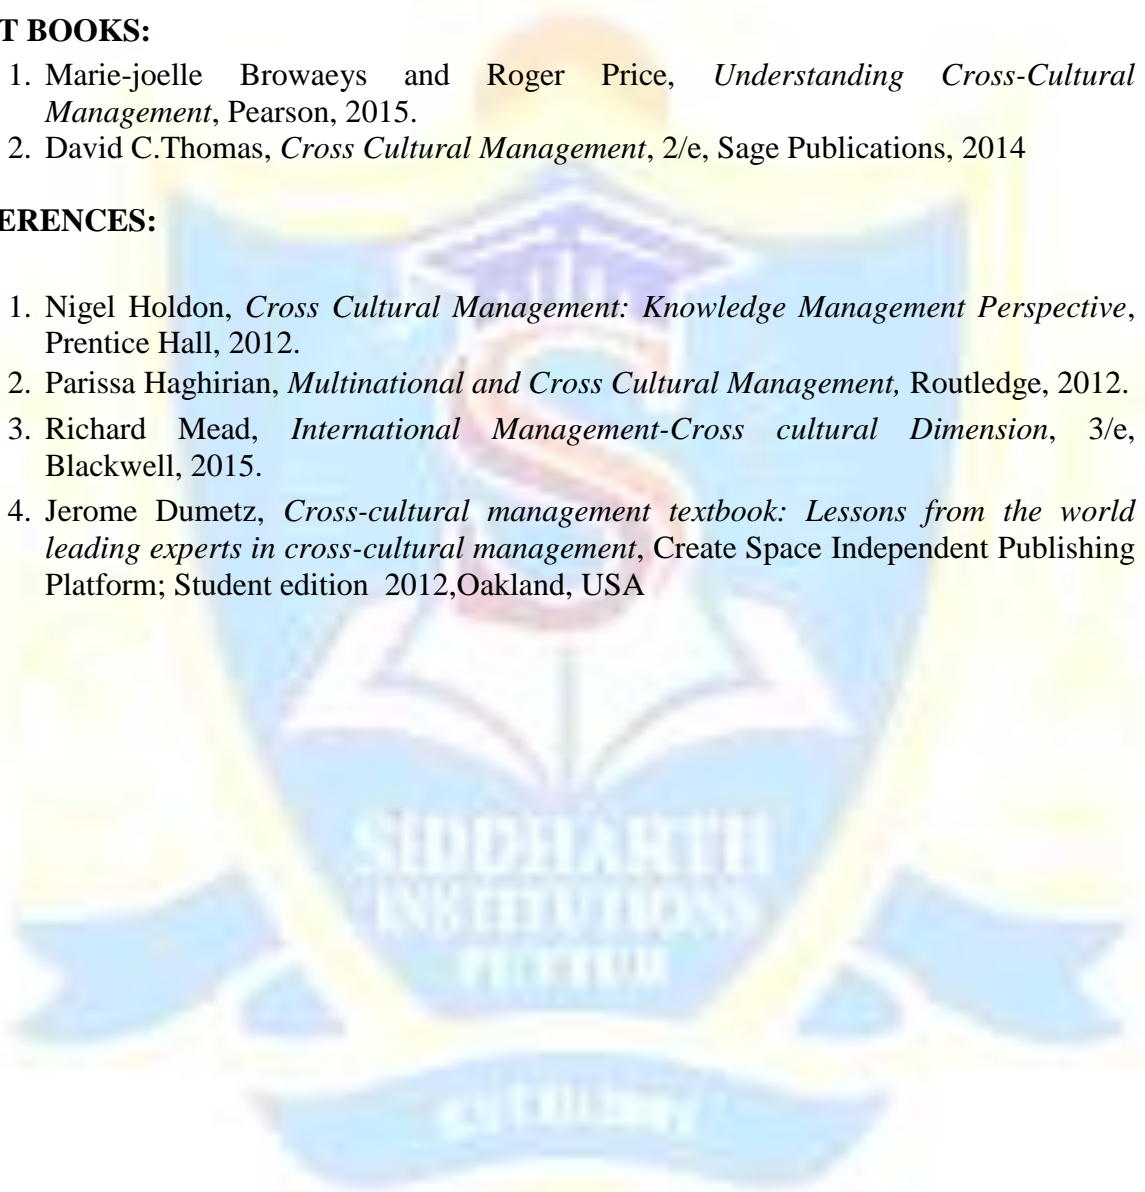 T BOOKS:
1. Marie-joelle Browaeys and Roger Price, Understanding Cross-Cultural
Management, Pearson, 2015.
2. David C.Thomas, Cross Cultural Management, 2/e, Sage Publications, 2014
ERENCES:
1. Nigel Holdon, Cross Cultural Management: Knowledge Management Perspective,
Prentice Hall, 2012.
2. Parissa Haghirian, Multinational and Cross Cultural Management, Routledge, 2012.
3. Richard Mead, International Management-Cross cultural Dimension, 3/e,
Blackwell, 2015.
4. Jerome Dumetz, Cross-cultural management textbook: Lessons from the world
leading experts in cross-cultural management, Create Space Independent Publishing
Platform; Student edition 2012,Oakland, USA
SIDDHARTH
INSTITUTIONS